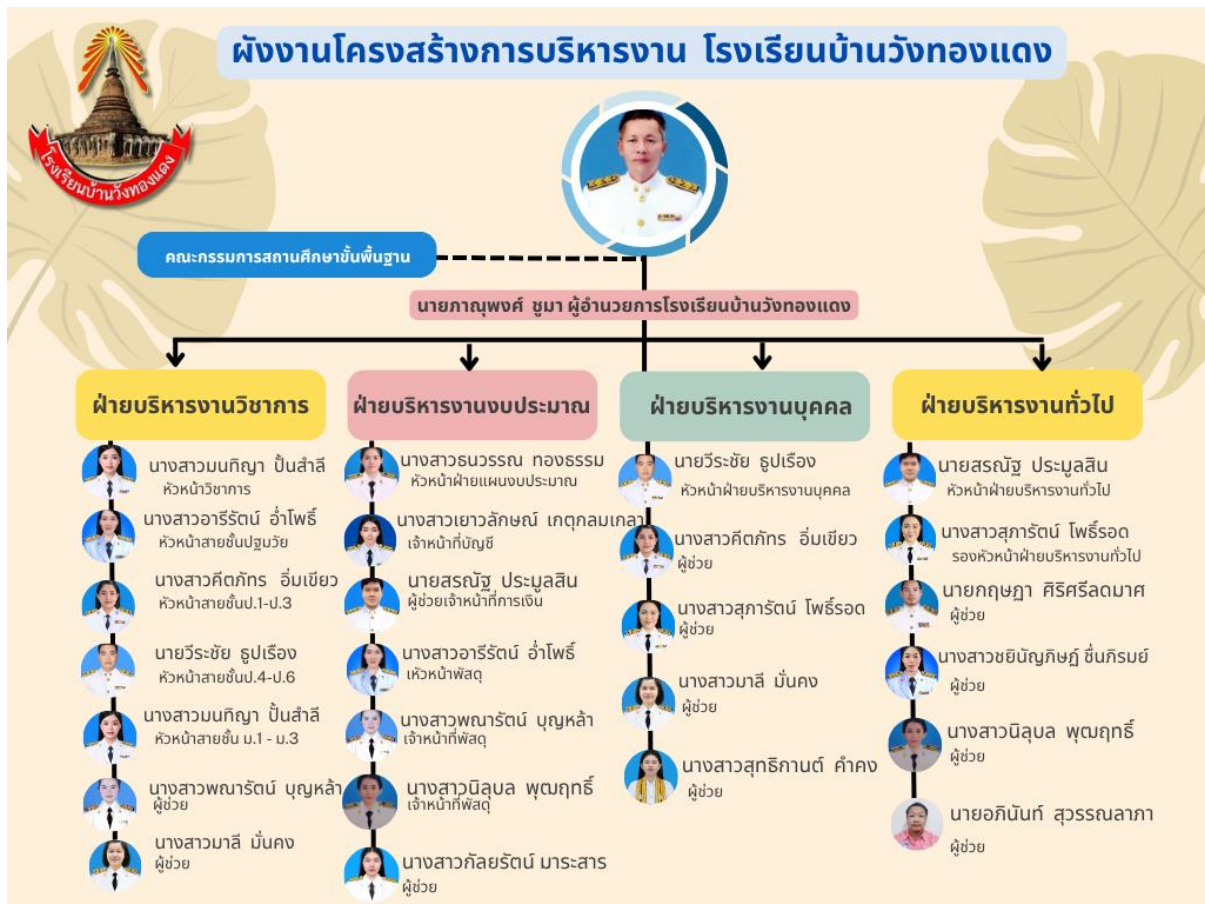 ผังงานโครงสร้างการบริหารงาน โรงเรียนบ้านวังทองแดง
โรงเรียนบ้านวังทองแดง
คณะกรรมการสถานศึกษาขั้นพื้นฐาน
นายภาณุพงศ์ ชูมา ผู้อำนวยการโรงเรียนบ้านวังทองแดง
ฝ่ายบริหารงานวิชาการ
นางสาวมนทิญา ปั้นสำลี
หัวหน้าวิชาการ
นางสาวอารีรัตน์ อ่ำโพธิ์
หัวหน้าสายชั้นปฐมวัย
นางสาวคีตภัทร อิ่มเขียว
หัวหน้าสายชั้นป.1-ป.3
นายวีระชัย ธูปเรือง
หัวหน้าสายชั้นป.4-ป.6
นางสาวมนทิญา ปั้นสำลี
หัวหน้าสายชั้น ม.1 - ม.3
นางสาวพณารัตน์ บุญหล้า
ผู้ช่วย
นางสาวมาลี มั่นคง
ผู้ช่วย
ฝ่ายบริหารงานงบประมาณ
นางสาวธนวรรณ ทองธรรม
หัวหน้าฝ่ายแผนงบประมาณ
นางสาวเยาวลักษณ์ เกตุกลมเกลา
เจ้าหน้าที่บัญชี
นายสรณัฐ ประมูลสิน
ผู้ช่วยเจ้าหน้าที่การเงิน
นางสาวอารีรัตน์ อ่ำโพธิ์
เห้วหน้าพัสดุ
นางสาวพณารัตน์ บุญหล้า
เจ้าหน้าที่พัสดุ
นางสาวนิลุบล พุฒฤทธิ์
เจ้าหน้าที่พัสดุ
นางสาวกัลยรัตน์ มาระสาร
ผู้ช่วย
ฝ่ายบริหารงานบุคคล
นายวีระชัย ธูปเรือง
หัวหน้าฝ่ายบริหารงานบุคคล
นางสาวคีตภัทร อิ่มเขียว
ผู้ช่วย
นางสาวสุภารัตน์ โพธิ์รอด
ผู้ช่วย
นางสาวมาลี มั่นคง
ผู้ช่วย
นางสาวสุทธิกานต์ คำคง
ผู้ช่วย
ฝ่ายบริหารงานทั่วไป
นายสรณัฐ ประมูลสิน
หัวหน้าฝ่ายบริหารงานทั่วไป
นางสาวสุภารัตน์ โพธิ์รอด
รองหัวหน้าฝ่ายบริหารงานทั่วไป
นายกฤษฏา ศิริศรีลดมาศ
ผู้ช่วย
นางสาวชยินัญภิษฏ์ ชื่นภิรมย์
ผู้ช่วย
นางสาวนิลุบล พุฒฤทธิ์
ผู้ช่วย
นายอภินันท์ สุวรรณลาภา
ผู้ช่วย